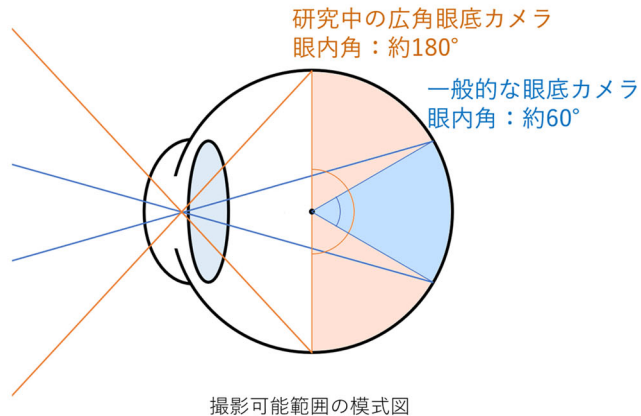 研究中の広角眼底カメラ
眼内角：約180°
一般的な眼底カメラ
眼内角：約60°
撮影可能範囲の模式図